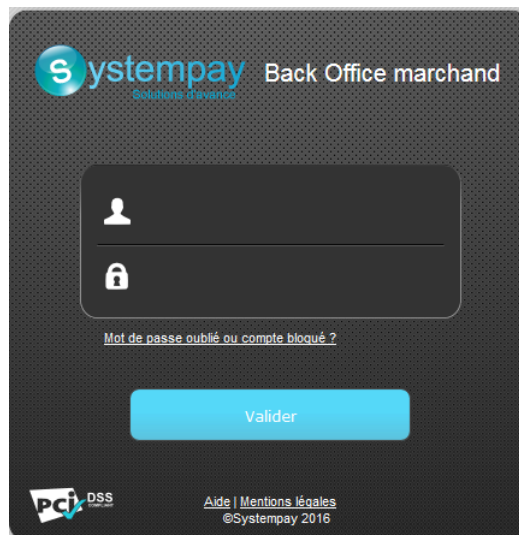 Systempay Back Office marchand
Solutions d'avance
Mot de passe oublié ou compte bloqué ?
Valider
PCI DSS
COMPLIANT
Aide | Mentions légales
©Systempay 2016